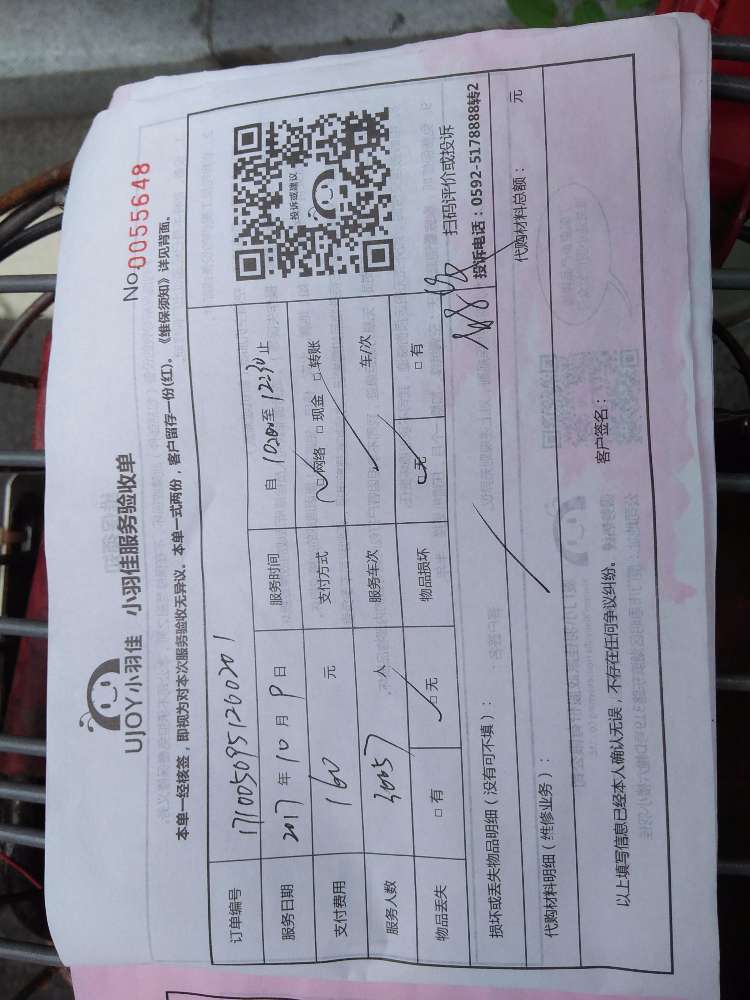 UJOY小羽佳 小羽佳服务验收单
No.0055648
本单一经核签，即视为对本次服务验收无异议。本单一式两份，客户留存一份(红)。《维保须知》详见背面。
订单编号 1710050951260201
服务日期 2017 年 10 月 9 日 服务时间 自 10:00 至 12:30 止
支付费用 160 元 支付方式 □网络 □现金 □转账
服务人数 30057 人 服务车次 车/次
物品丢失 □有 □无 物品损坏 □无 □有
投诉或建议
扫码评价或投诉
投诉电话：0592-5178888转2
损坏或丢失物品明细（没有可不填）：
代购材料明细（维修业务）：
代购材料总额： 元
以上填写信息已经本人确认无误，不存在任何争议纠纷。
客户签名：